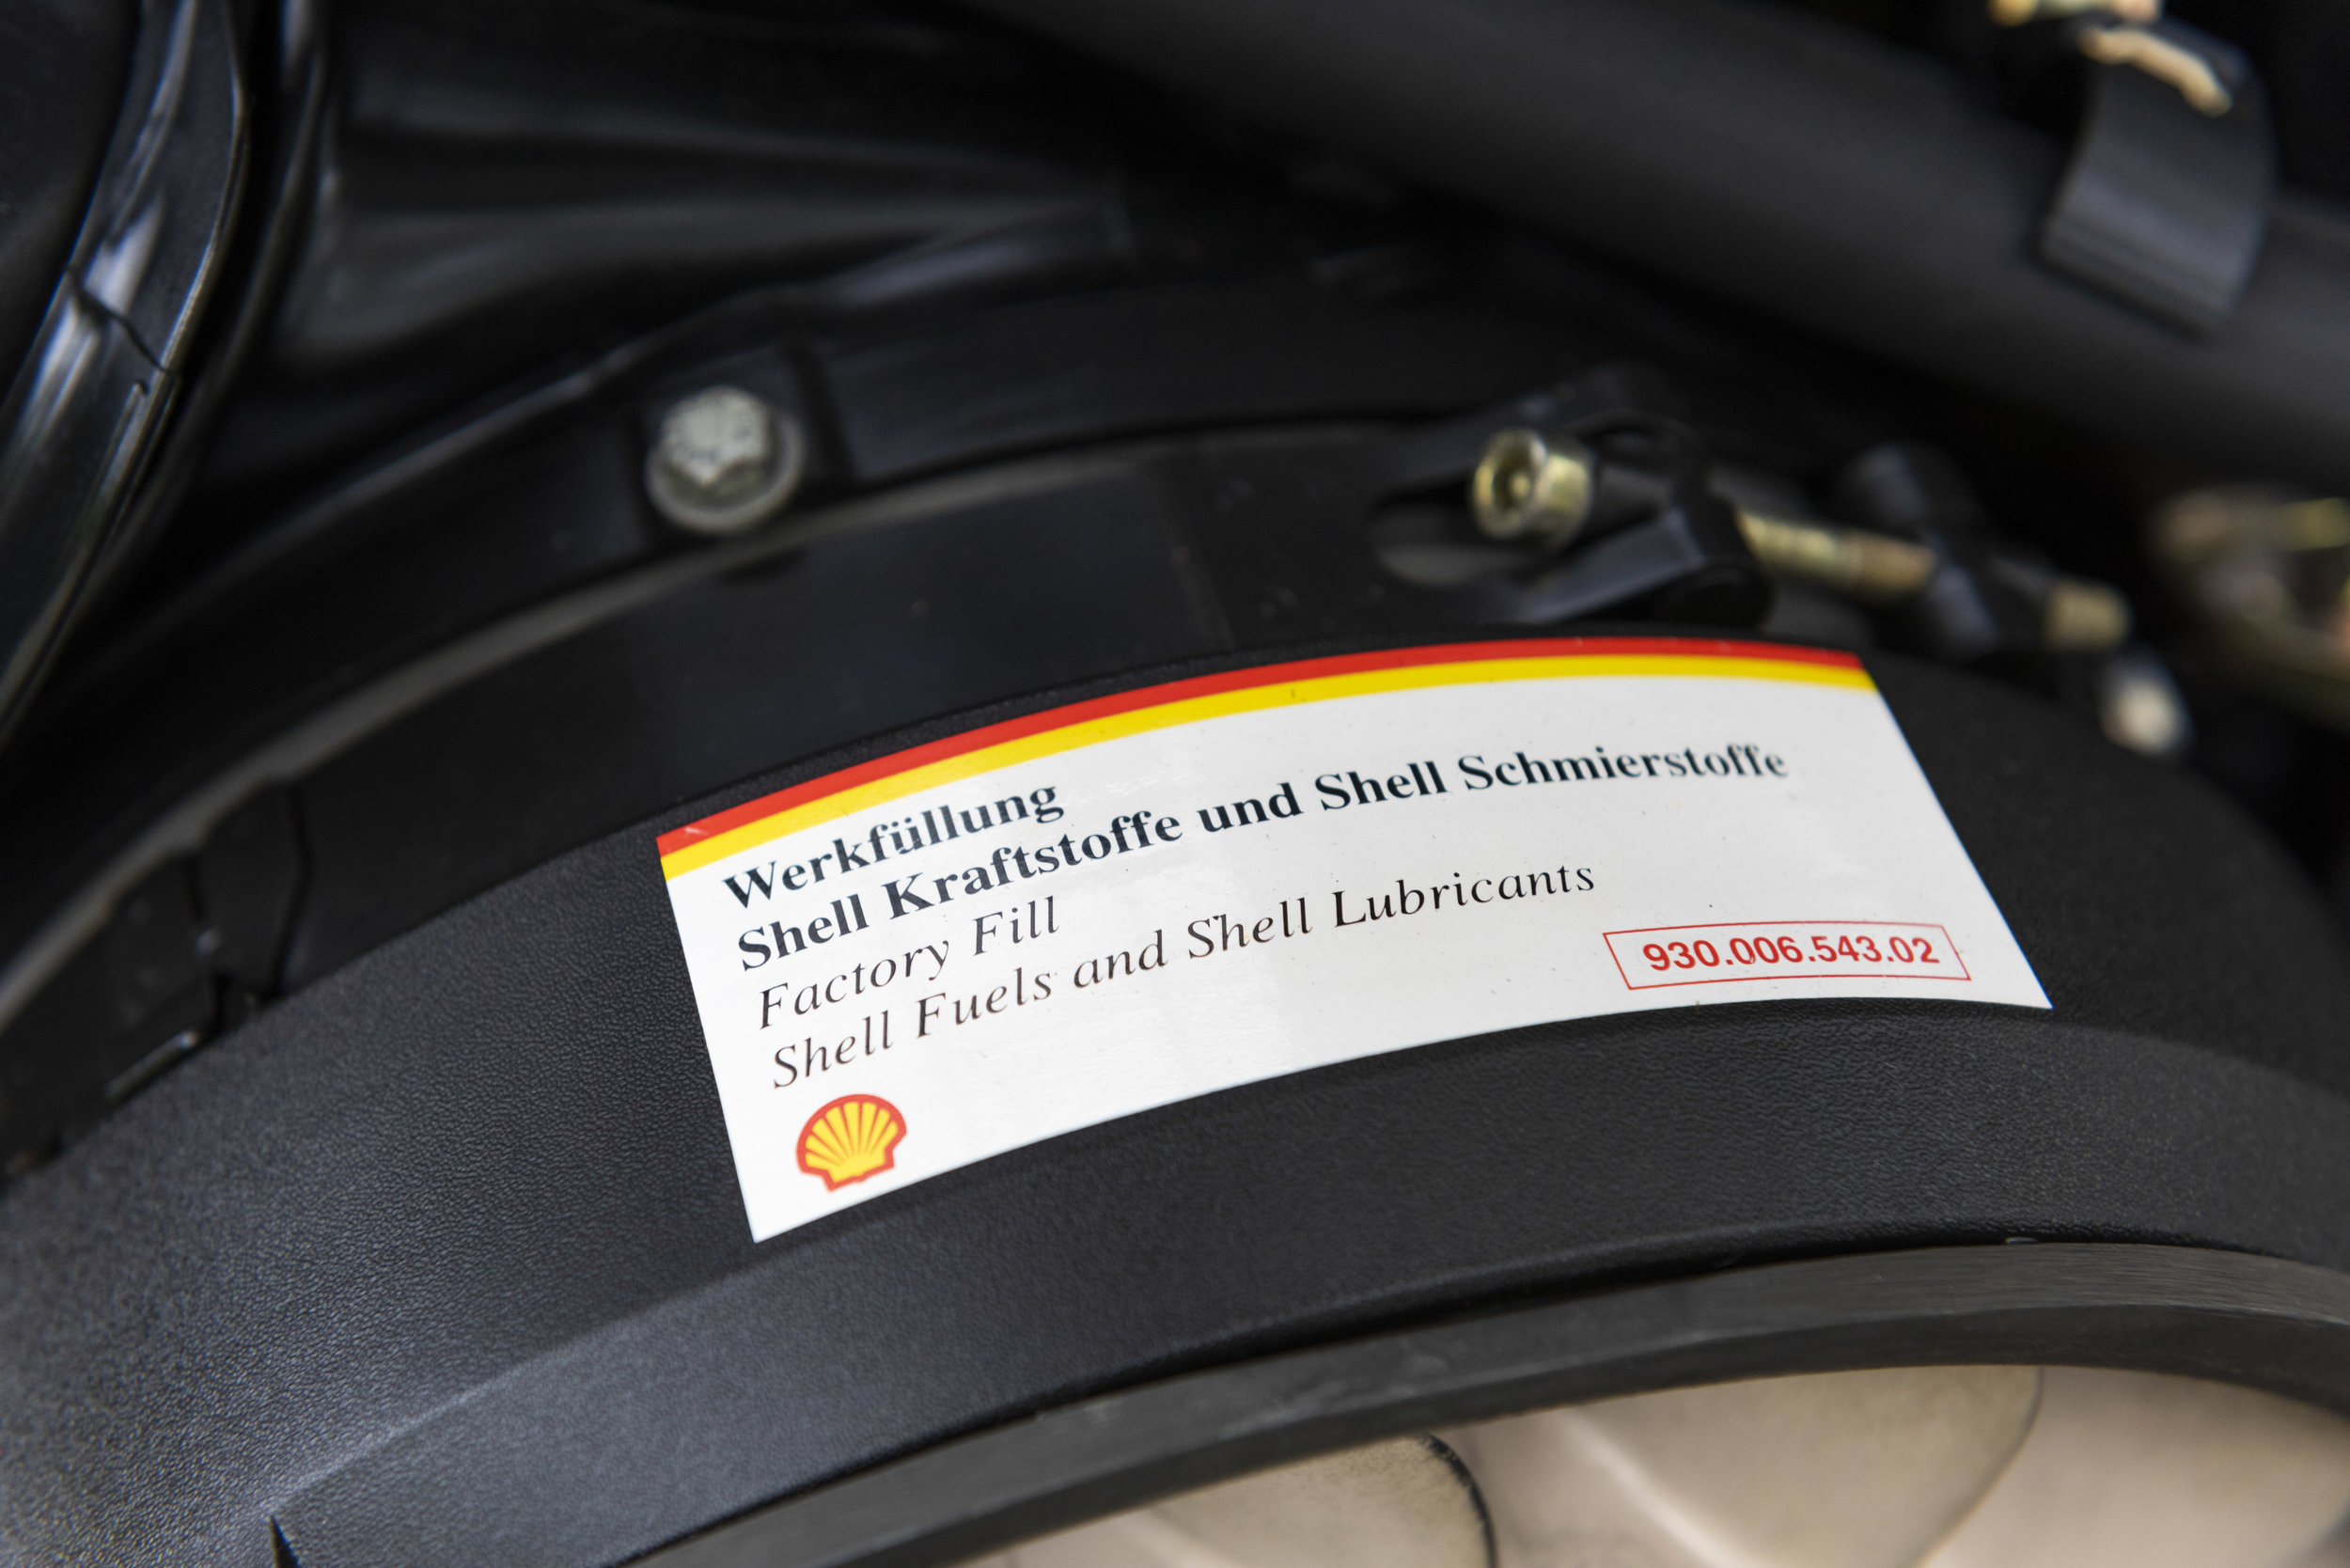 Werkfüllung
Shell Kraftstoffe und Shell Schmierstoffe
Factory Fill
Shell Fuels and Shell Lubricants
930.006.543.02